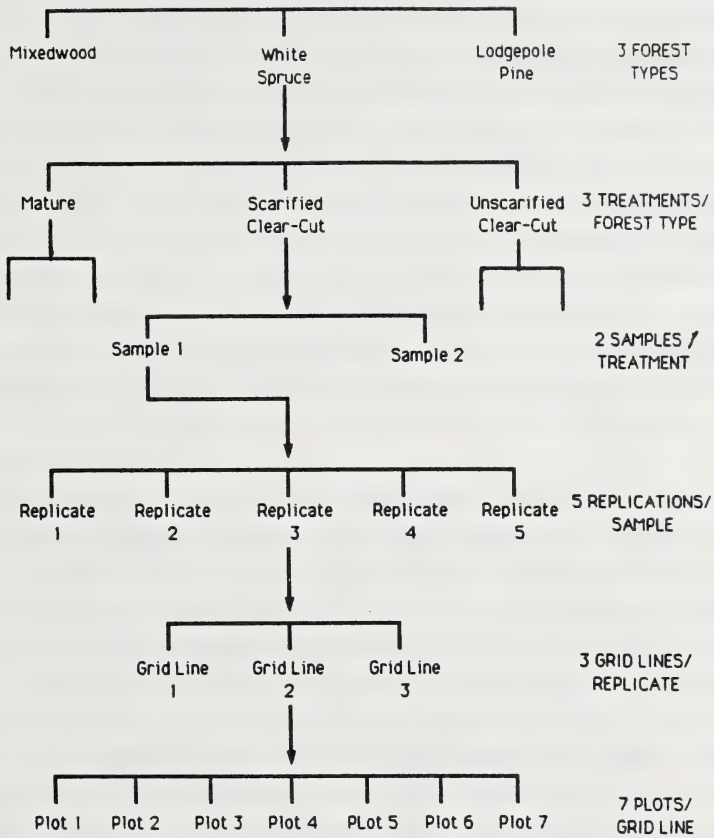 Mixedwood
White
Spruce
Lodgepole
Pine
3 FOREST
TYPES
Mature
Scarified
Clear-Cut
Unscarified
Clear-Cut
3 TREATMENTS/
FOREST TYPE
Sample 1
Sample 2
2 SAMPLES /
TREATMENT
Replicate
1
Replicate
2
Replicate
3
Replicate
4
Replicate
5
5 REPLICATIONS/
SAMPLE
Grid Line
1
Grid Line
2
Grid Line
3
3 GRID LINES/
REPLICATE
Plot 1
Plot 2
Plot 3
Plot 4
PLot 5
Plot 6
Plot 7
7 PLOTS/
GRID LINE